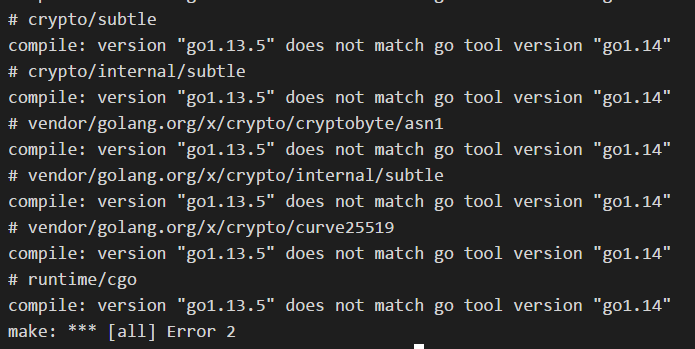 # crypto/subtle
compile: version "go1.13.5" does not match go tool version "go1.14"
# crypto/internal/subtle
compile: version "go1.13.5" does not match go tool version "go1.14"
# vendor/golang.org/x/crypto/cryptobyte/asn1
compile: version "go1.13.5" does not match go tool version "go1.14"
# vendor/golang.org/x/crypto/internal/subtle
compile: version "go1.13.5" does not match go tool version "go1.14"
# vendor/golang.org/x/crypto/curve25519
compile: version "go1.13.5" does not match go tool version "go1.14"
# runtime/cgo
compile: version "go1.13.5" does not match go tool version "go1.14"
make: *** [all] Error 2